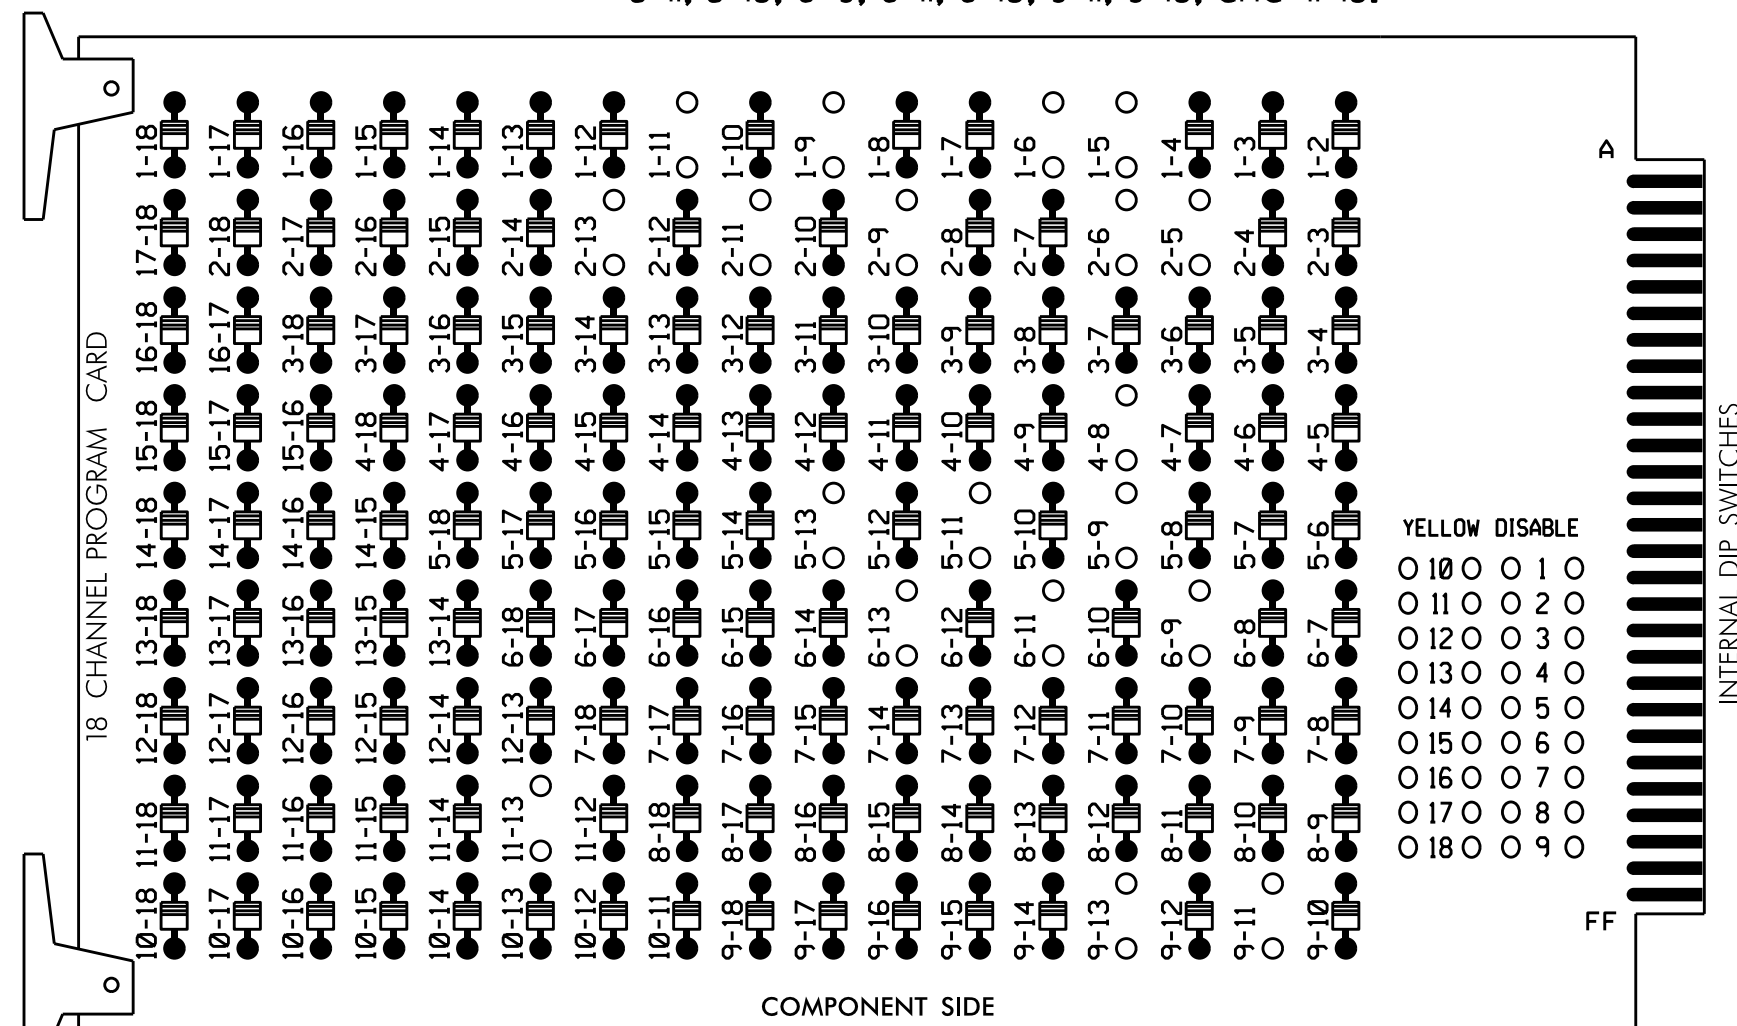 1-18 1-17 1-16 1-15 1-14 1-13 1-12 1-11 1-10 1-9 1-8 1-7 1-6 1-5 1-4 1-3 1-2
A
17-18 2-18 2-17 2-16 2-15 2-14 2-13 2-12 2-11 2-10 2-9 2-8 2-7 2-6 2-5 2-4 2-3
16-18 16-17 3-18 3-17 3-16 3-15 3-14 3-13 3-12 3-11 3-10 3-9 3-8 3-7 3-6 3-5 3-4
15-18 15-17 15-16 4-18 4-17 4-16 4-15 4-14 4-13 4-12 4-11 4-10 4-9 4-8 4-7 4-6 4-5
14-18 14-17 14-16 14-15 5-18 5-17 5-16 5-15 5-14 5-13 5-12 5-11 5-10 5-9 5-8 5-7 5-6
13-18 13-17 13-16 13-15 13-14 6-18 6-17 6-16 6-15 6-14 6-13 6-12 6-11 6-10 6-9 6-8 6-7
12-18 12-17 12-16 12-15 12-14 12-13 7-18 7-17 7-16 7-15 7-14 7-13 7-12 7-11 7-10 7-9 7-8
11-18 11-17 11-16 11-15 11-14 11-13 11-12 8-18 8-17 8-16 8-15 8-14 8-13 8-12 8-11 8-10 8-9
10-18 10-17 10-16 10-15 10-14 10-13 10-12 10-11 9-18 9-17 9-16 9-15 9-14 9-13 9-12 9-11 9-10
18 CHANNEL PROGRAM CARD
YELLOW DISABLE
10 1
11 2
12 3
13 4
14 5
15 6
16 7
17 8
18 9
FF
INTERNAL DIP SWITCHES
COMPONENT SIDE